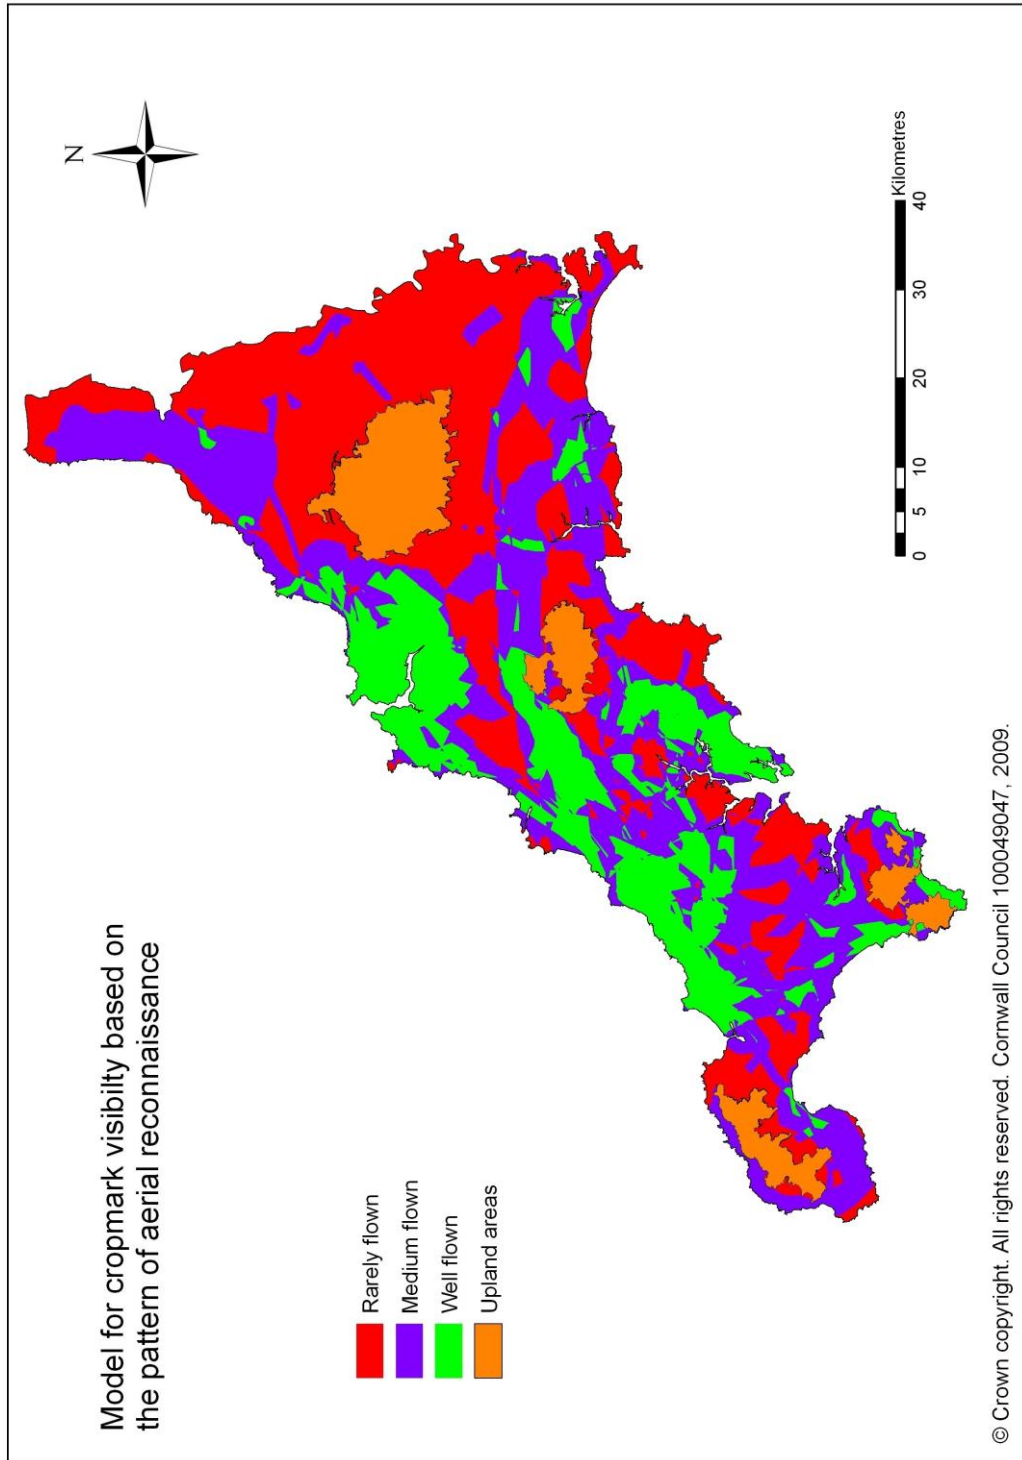 Model for cropmark visibilty based on
the pattern of aerial reconnaissance
N
Rarely flown
Medium flown
Well flown
Upland areas
0 5 10 20 30 40
Kilometres
© Crown copyright. All rights reserved. Cornwall Council 100049047, 2009.